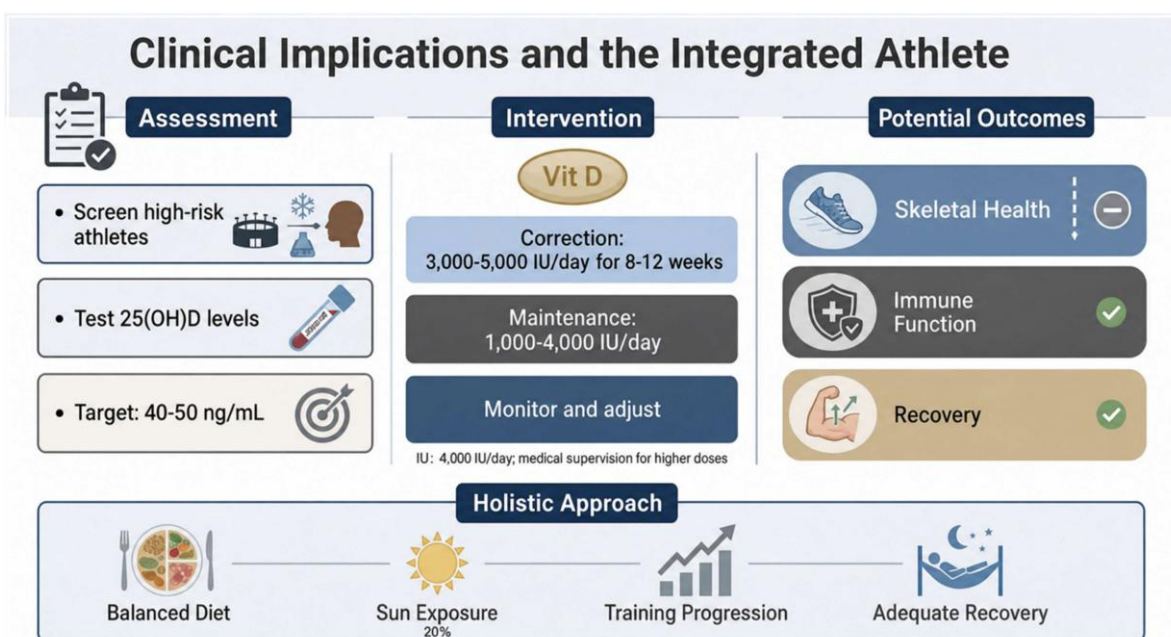 Clinical Implications and the Integrated Athlete
Assessment
• Screen high-risk
athletes
• Test 25(OH)D levels
• Target: 40-50 ng/mL
Intervention
Vit D
Correction:
3,000-5,000 IU/day for 8-12 weeks
Maintenance:
1,000-4,000 IU/day
Monitor and adjust
IU: 4,000 IU/day; medical supervision for higher doses
Potential Outcomes
Skeletal Health
Immune
Function
Recovery
Holistic Approach
Balanced Diet
Sun Exposure
20%
Training Progression
Adequate Recovery